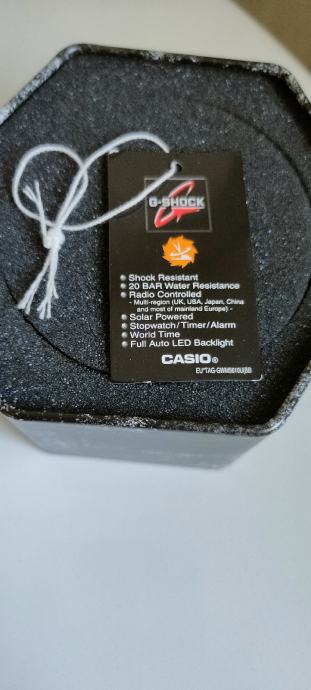 G-SHOCK
Shock Resistant
20 BAR Water Resistance
Radio Controlled
- Multi-region (UK, USA, Japan, China
and most of mainland Europe) -
Solar Powered
Stopwatch/Timer/Alarm
World Time
Full Auto LED Backlight
CASIO®